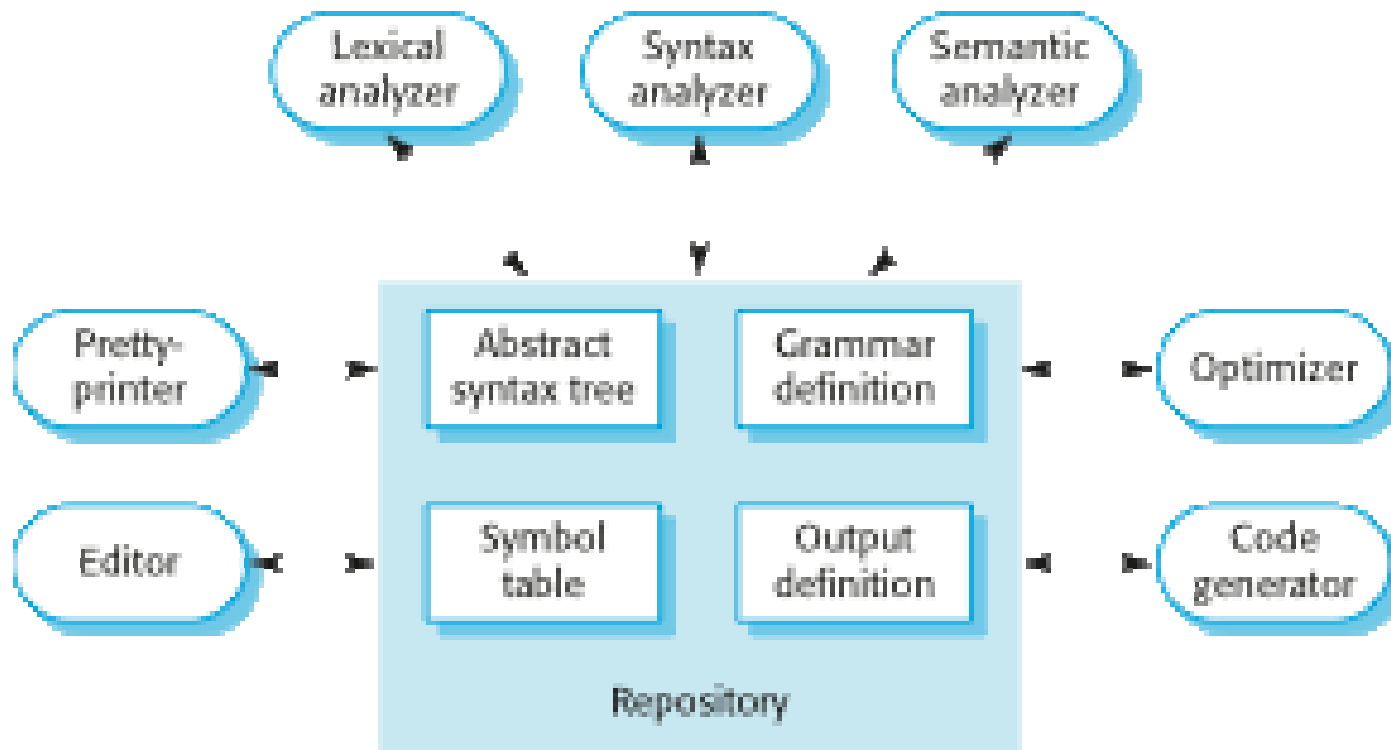 Lexical
analyzer
Syntax
analyzer
Semantic
analyzer
Pretty-
printer
Abstract
syntax tree
Grammar
definition
Optimizer
Editor
Symbol
table
Output
definition
Code
generator
Repository